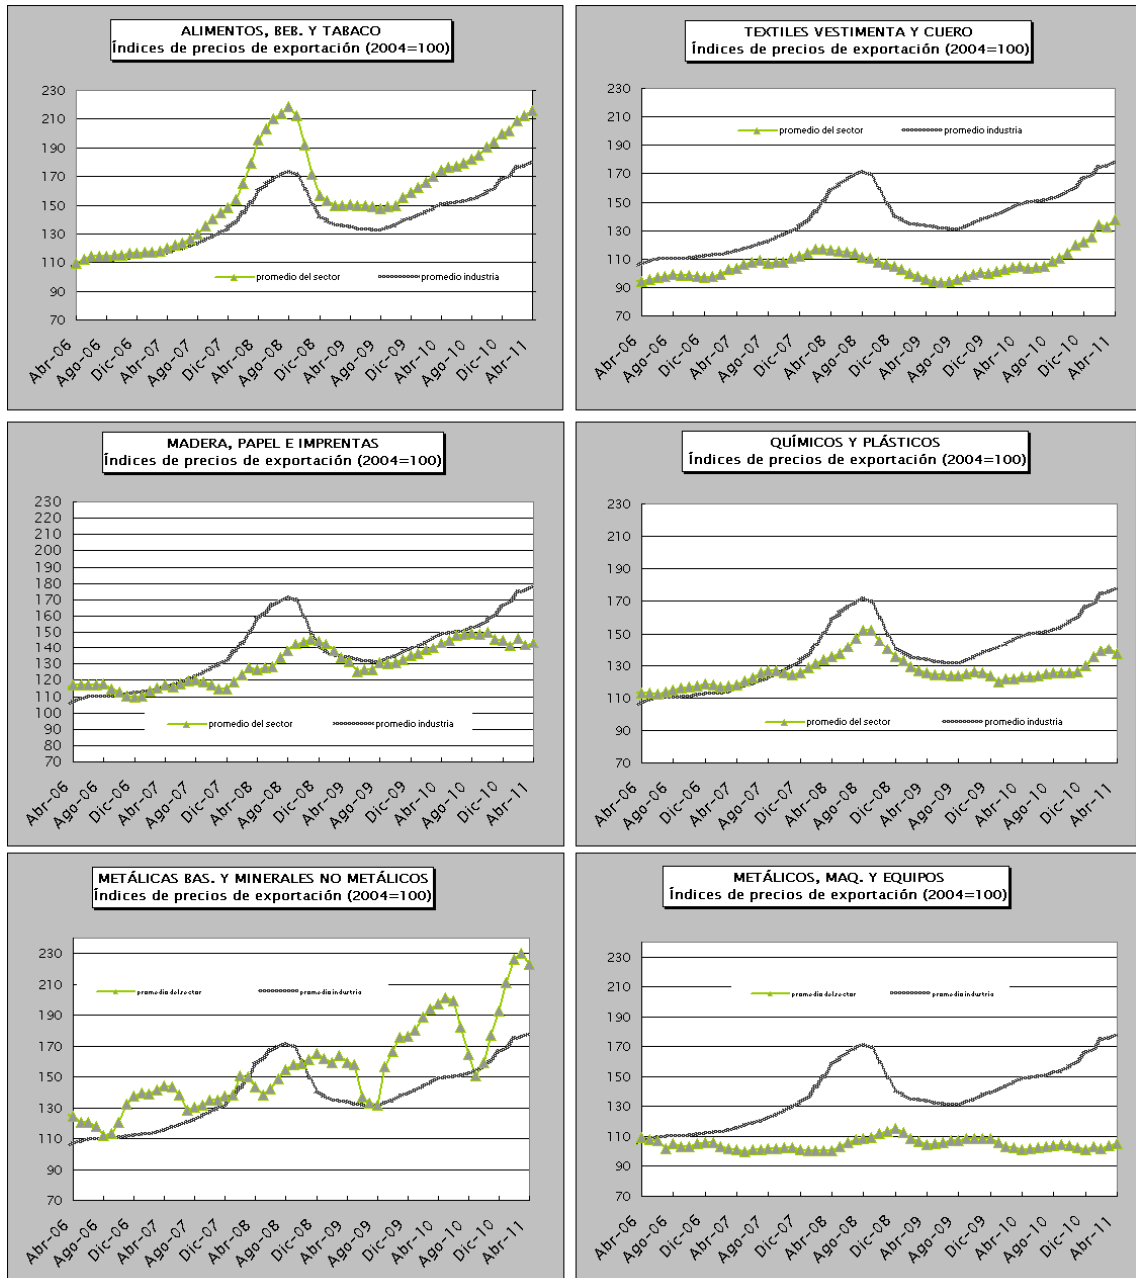 ALIMENTOS, BEB. Y TABACO
Índices de precios de exportación (2004=100)
230
210
190
170
150
130
110
90
70
promedio del sector
promedio industria
Abr-06
Ago-06
Dic-06
Abr-07
Ago-07
Dic-07
Abr-08
Ago-08
Dic-08
Abr-09
Ago-09
Dic-09
Abr-10
Ago-10
Dic-10
Abr-11
TEXTILES VESTIMENTA Y CUERO
Índices de precios de exportación (2004=100)
230
210
190
170
150
130
110
90
70
promedio del sector
promedio industria
Abr-06
Ago-06
Dic-06
Abr-07
Ago-07
Dic-07
Abr-08
Ago-08
Dic-08
Abr-09
Ago-09
Dic-09
Abr-10
Ago-10
Dic-10
Abr-11
MADERA, PAPEL E IMPRENTAS
Índices de precios de exportación (2004=100)
230
220
210
200
190
180
170
160
150
140
130
120
110
100
90
80
70
promedio del sector
promedio industria
Abr-06
Ago-06
Dic-06
Abr-07
Ago-07
Dic-07
Abr-08
Ago-08
Dic-08
Abr-09
Ago-09
Dic-09
Abr-10
Ago-10
Dic-10
Abr-11
QUÍMICOS Y PLÁSTICOS
Índices de precios de exportación (2004=100)
230
210
190
170
150
130
110
90
70
promedio del sector
promedio industria
Abr-06
Ago-06
Dic-06
Abr-07
Ago-07
Dic-07
Abr-08
Ago-08
Dic-08
Abr-09
Ago-09
Dic-09
Abr-10
Ago-10
Dic-10
Abr-11
METÁLICAS BAS. Y MINERALES NO METÁLICOS
Índices de precios de exportación (2004=100)
230
210
190
170
150
130
110
90
70
promedio del sector
promedio industria
Abr-06
Ago-06
Dic-06
Abr-07
Ago-07
Dic-07
Abr-08
Ago-08
Dic-08
Abr-09
Ago-09
Dic-09
Abr-10
Ago-10
Dic-10
Abr-11
METÁLICOS, MAQ. Y EQUIPOS
Índices de precios de exportación (2004=100)
230
210
190
170
150
130
110
90
70
promedio del sector
promedio industria
Abr-06
Ago-06
Dic-06
Abr-07
Ago-07
Dic-07
Abr-08
Ago-08
Dic-08
Abr-09
Ago-09
Dic-09
Abr-10
Ago-10
Dic-10
Abr-11